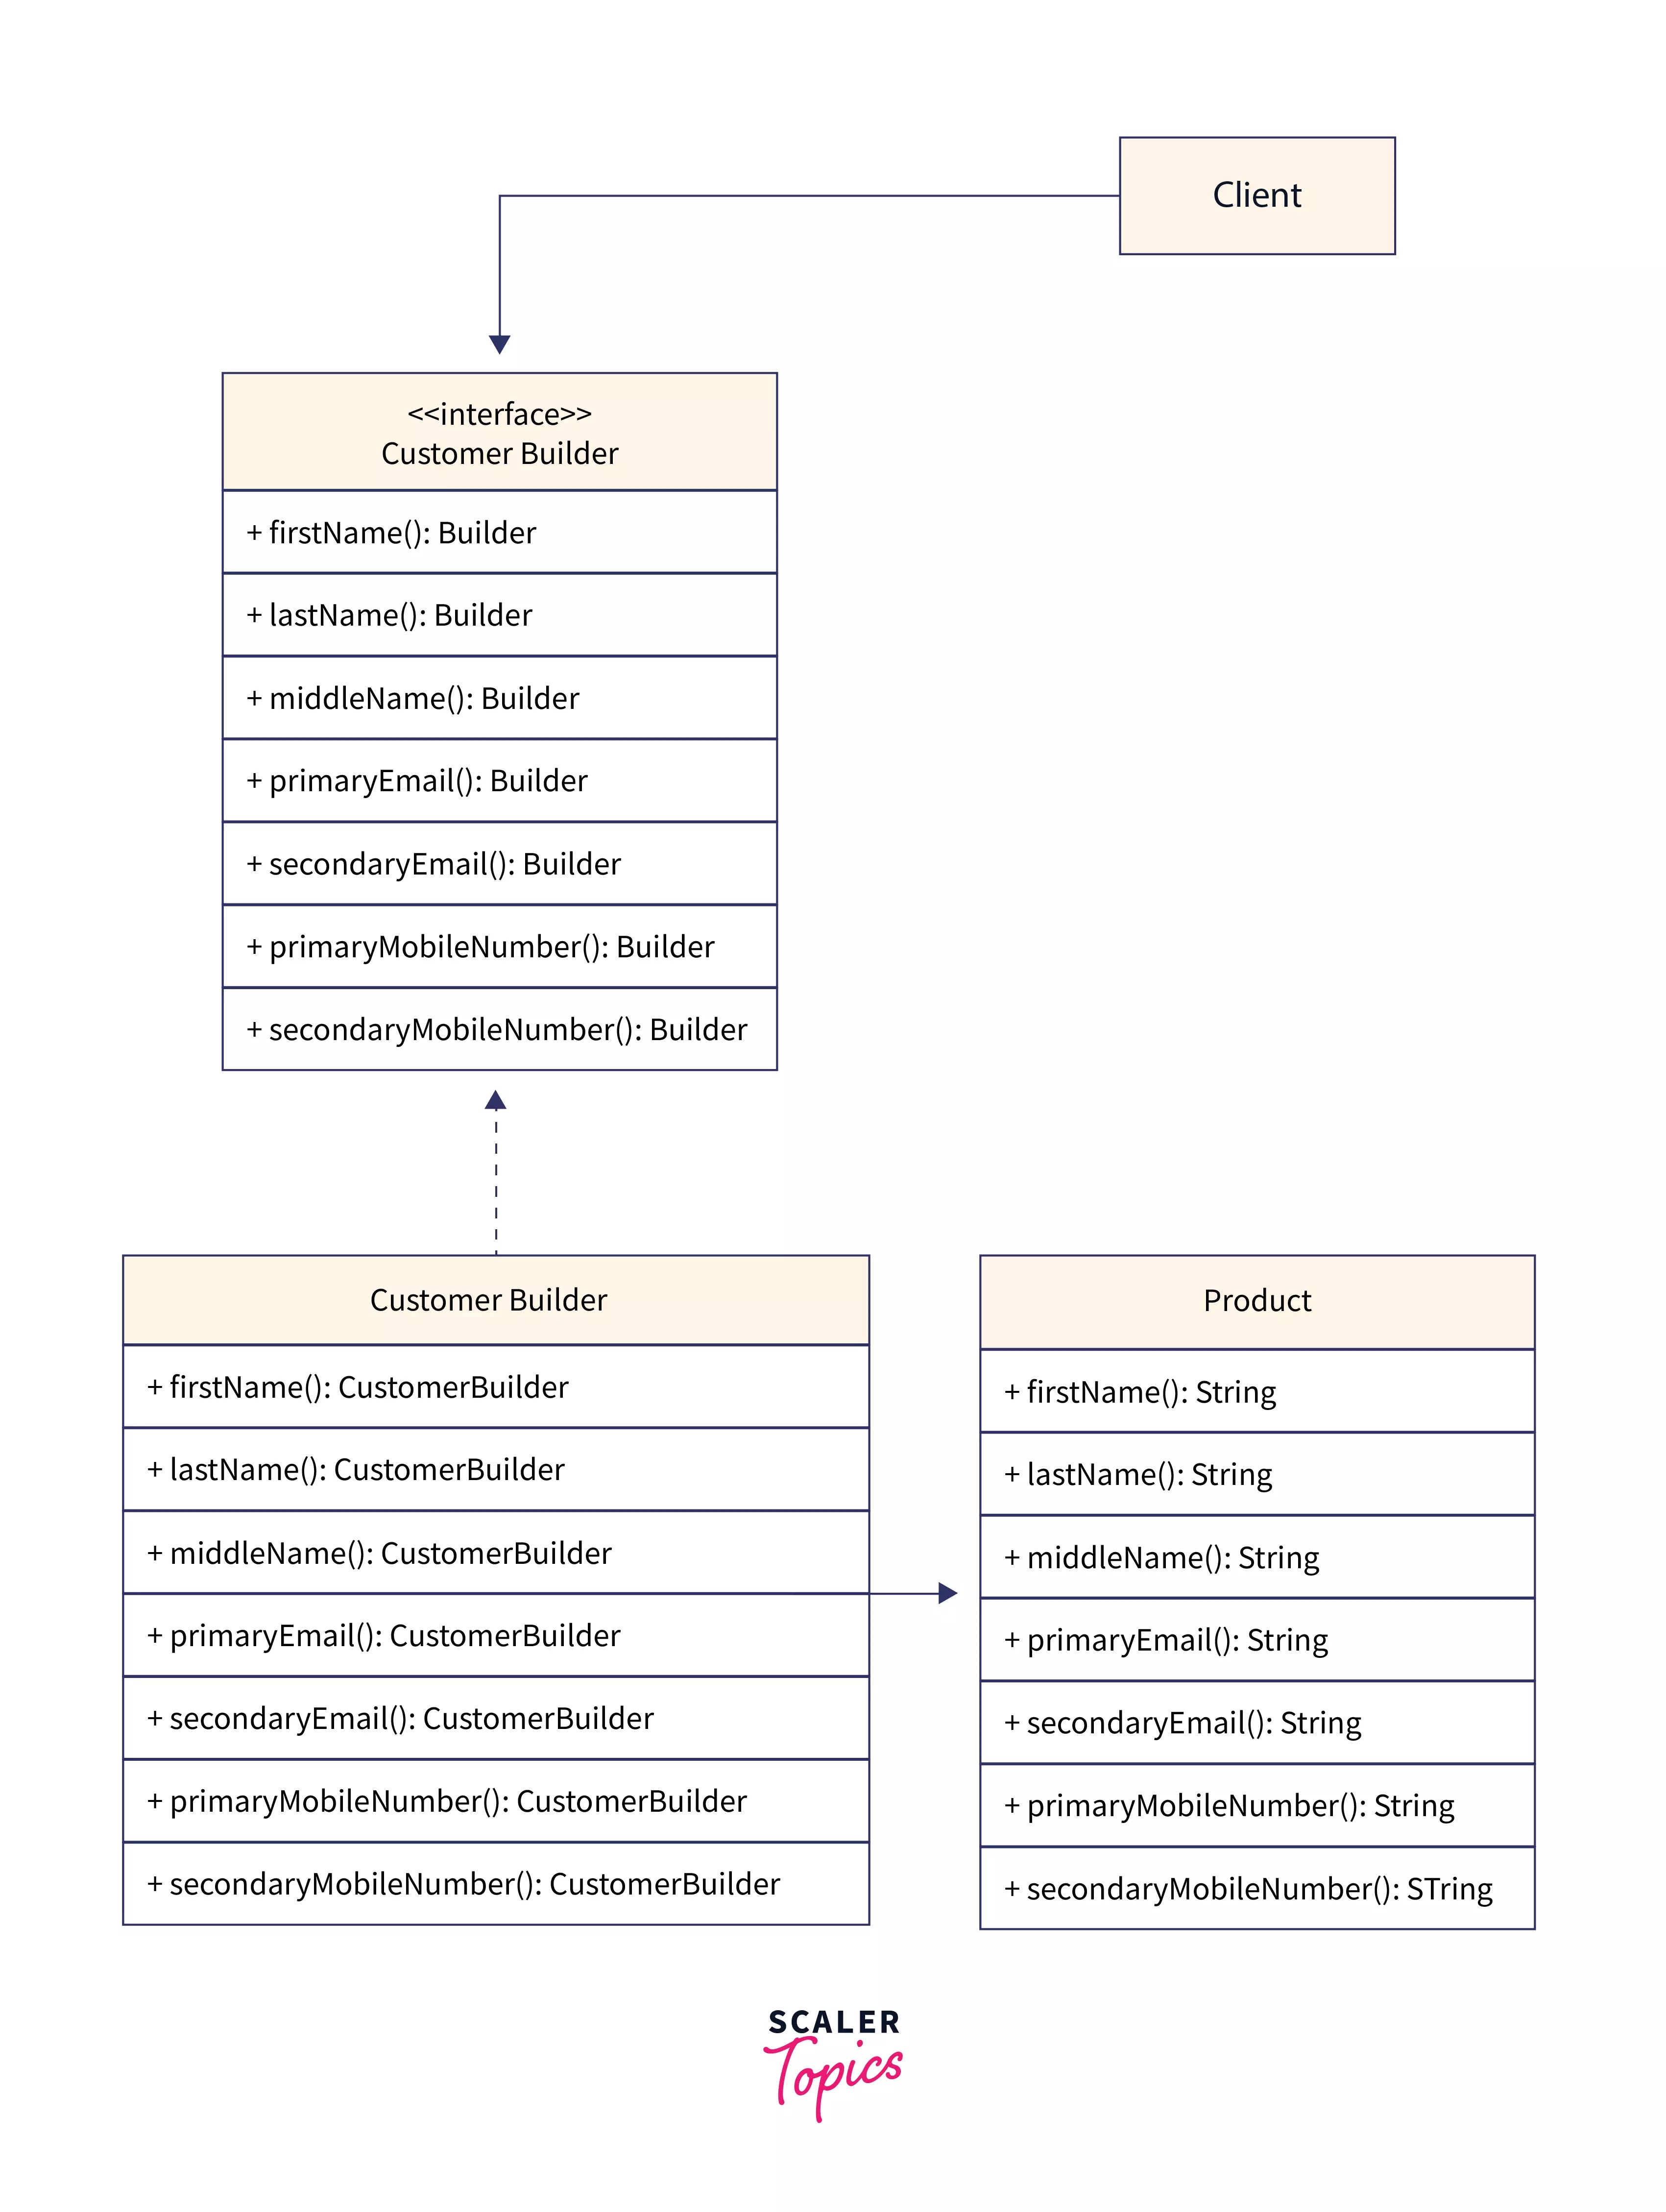 Client
<<interface>>
Customer Builder
+ firstName(): Builder
+ lastName(): Builder
+ middleName(): Builder
+ primaryEmail(): Builder
+ secondaryEmail(): Builder
+ primaryMobileNumber(): Builder
+ secondaryMobileNumber(): Builder
Customer Builder
+ firstName(): CustomerBuilder
+ lastName(): CustomerBuilder
+ middleName(): CustomerBuilder
+ primaryEmail(): CustomerBuilder
+ secondaryEmail(): CustomerBuilder
+ primaryMobileNumber(): CustomerBuilder
+ secondaryMobileNumber(): CustomerBuilder
Product
+ firstName(): String
+ lastName(): String
+ middleName(): String
+ primaryEmail(): String
+ secondaryEmail(): String
+ primaryMobileNumber(): String
+ secondaryMobileNumber(): STring
SCALER
Topics